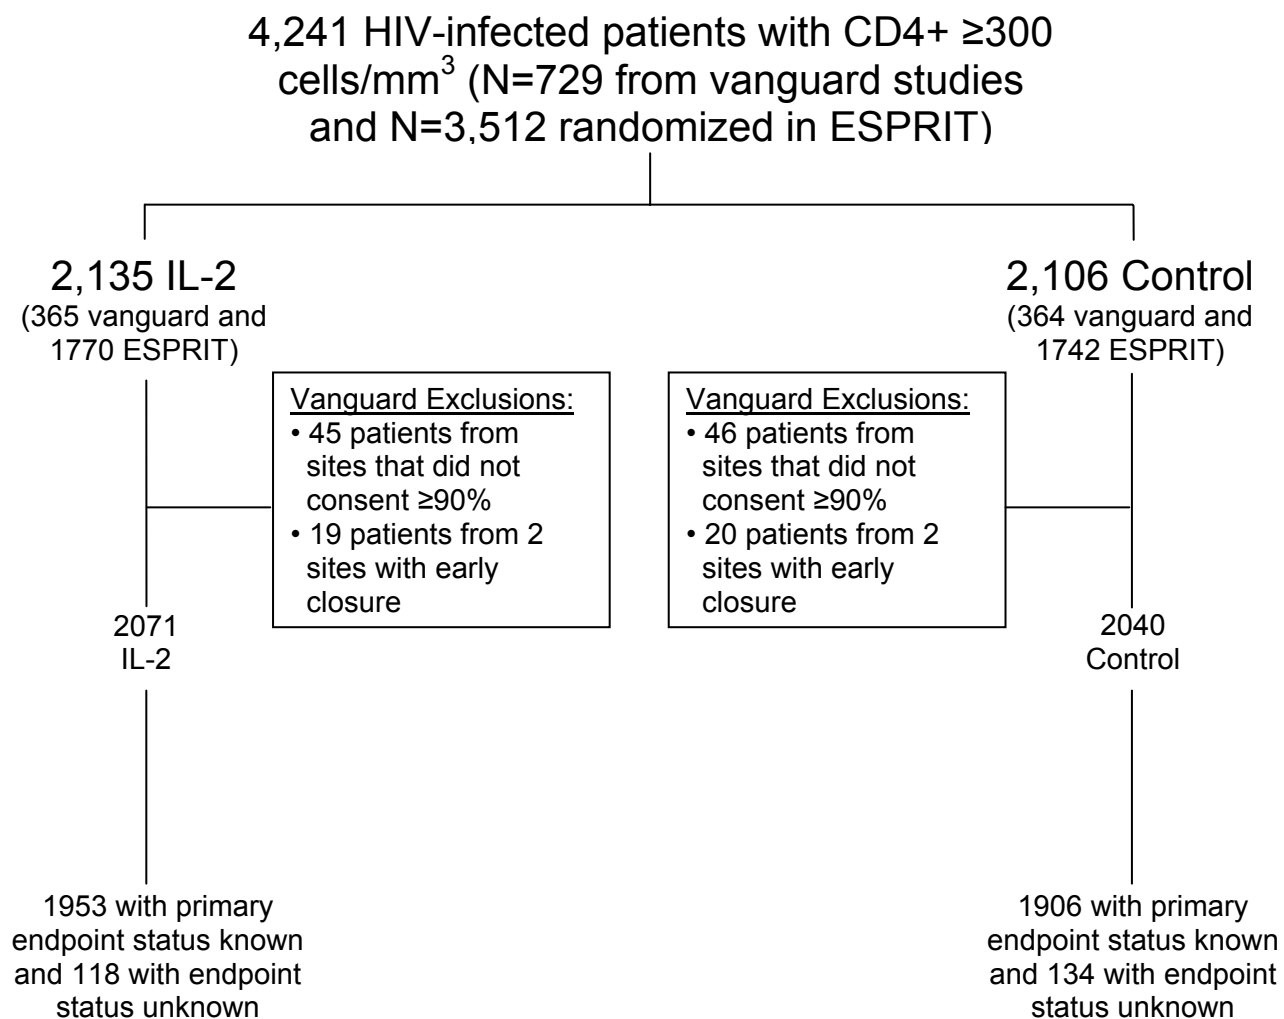 4,241 HIV-infected patients with CD4+ ≥300
cells/mm³ (N=729 from vanguard studies
and N=3,512 randomized in ESPRIT)
2,135 IL-2
(365 vanguard and
1770 ESPRIT)
2,106 Control
(364 vanguard and
1742 ESPRIT)
Vanguard Exclusions:
• 45 patients from
sites that did not
consent ≥90%
• 19 patients from 2
sites with early
closure
Vanguard Exclusions:
• 46 patients from
sites that did not
consent ≥90%
• 20 patients from 2
sites with early
closure
2071
IL-2
2040
Control
1953 with primary
endpoint status known
and 118 with endpoint
status unknown
1906 with primary
endpoint status known
and 134 with endpoint
status unknown